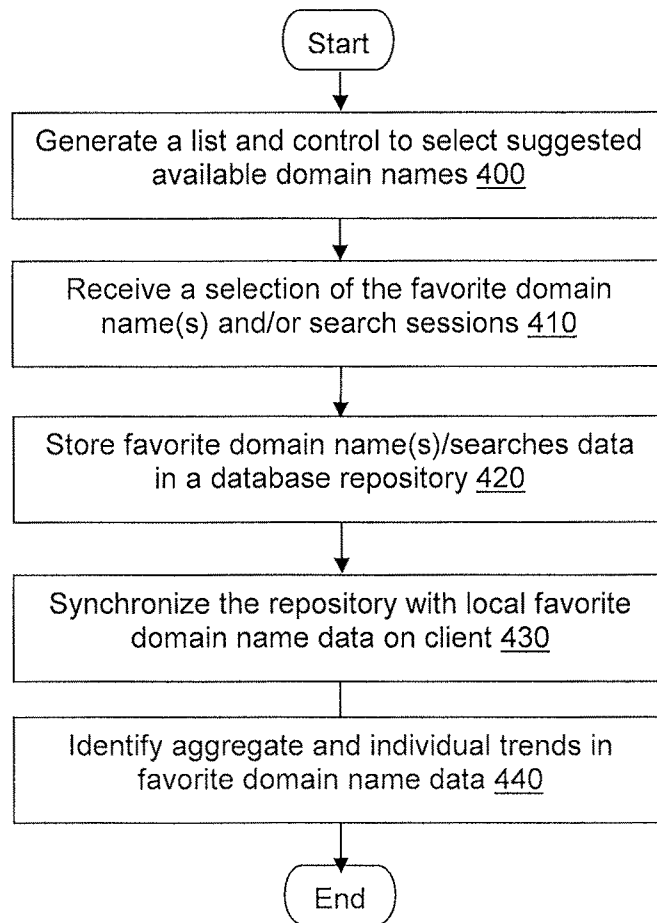 Start
Generate a list and control to select suggested
available domain names 400
Receive a selection of the favorite domain
name(s) and/or search sessions 410
Store favorite domain name(s)/searches data
in a database repository 420
Synchronize the repository with local favorite
domain name data on client 430
Identify aggregate and individual trends in
favorite domain name data 440
End